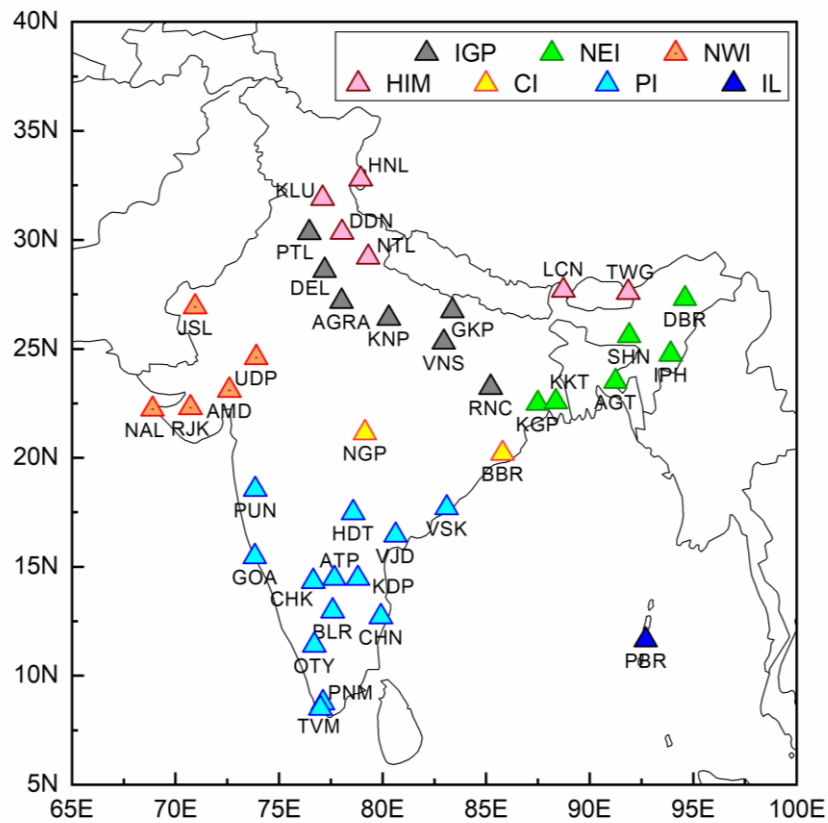 40N
IGP NEI NWI
HIM CI PI IL
35N
HNL
KLU
DDN
30N
PTL
NTL
DEL
LCN TWG
AGRA
KNP
GKP
DBR
JSL
25N
VNS
SHN
IPH
UDP
KKT
RNC
AGT
AMD
NAL RJK
KGP
NGP
BBR
20N
PUN
HDT
VSK
VJD
15N
ATP
GOA
CHK
KDP
BLR
CHN
OTY
PBR
10N
PNM
TVM
5N
65E 70E 75E 80E 85E 90E 95E 100E